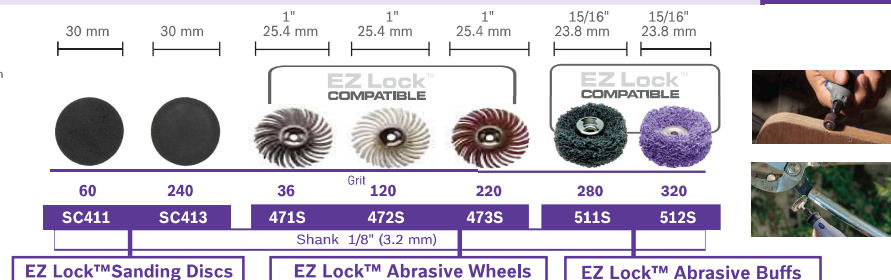 1" 1" 1" 15/16" 15/16"
30 mm 30 mm 25.4 mm 25.4 mm 25.4 mm 23.8 mm 23.8 mm
EZ Lock™ EZ Lock™
COMPATIBLE COMPATIBLE
Grit
60 240 36 120 220 280 320
SC411 SC413 471S 472S 473S 511S 512S
Shank 1/8" (3.2 mm)
EZ Lock™Sanding Discs EZ Lock™ Abrasive Wheels EZ Lock™ Abrasive Buffs